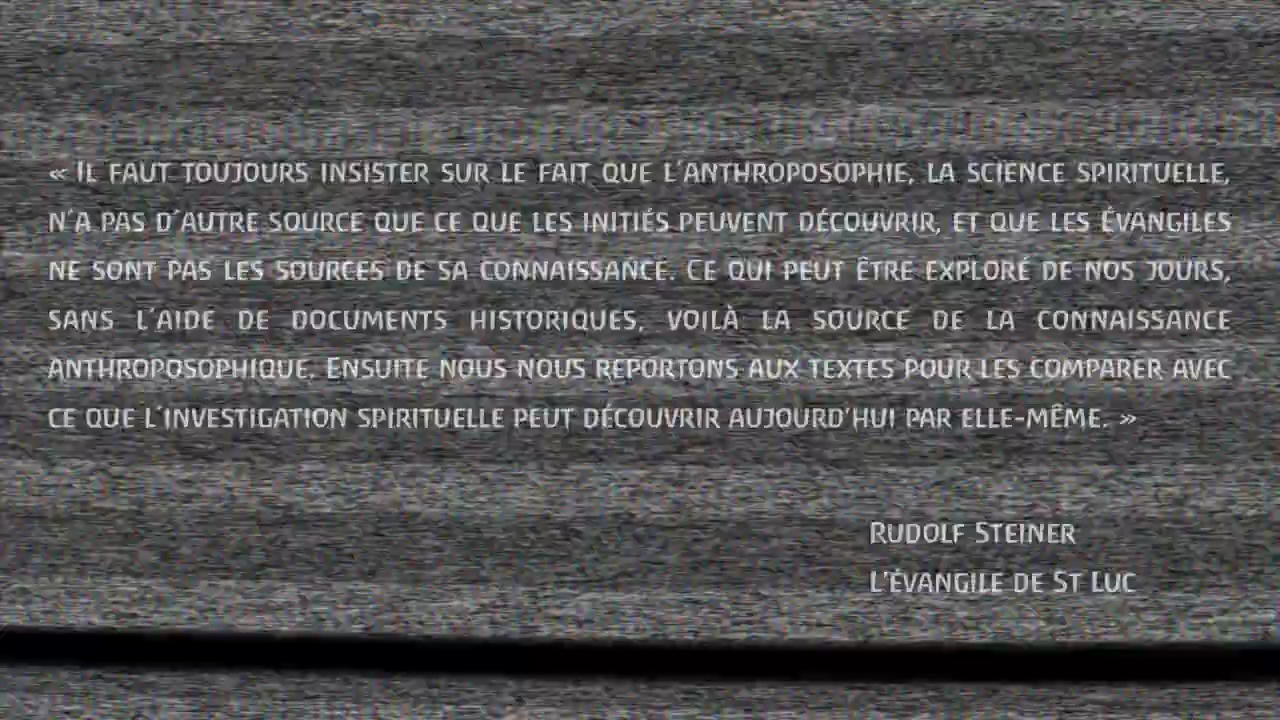 « Il faut toujours insister sur le fait que l'anthroposophie, la science spirituelle,
n'a pas d'autre source que ce que les initiés peuvent découvrir, et que les Évangiles
ne sont pas les sources de sa connaissance. Ce qui peut être exploré de nos jours,
sans l'aide de documents historiques, voilà la source de la connaissance
anthroposophique. Ensuite nous nous reportons aux textes pour les comparer avec
ce que l'investigation spirituelle peut découvrir aujourd'hui par elle-même. »
Rudolf Steiner
L'Évangile de St Luc